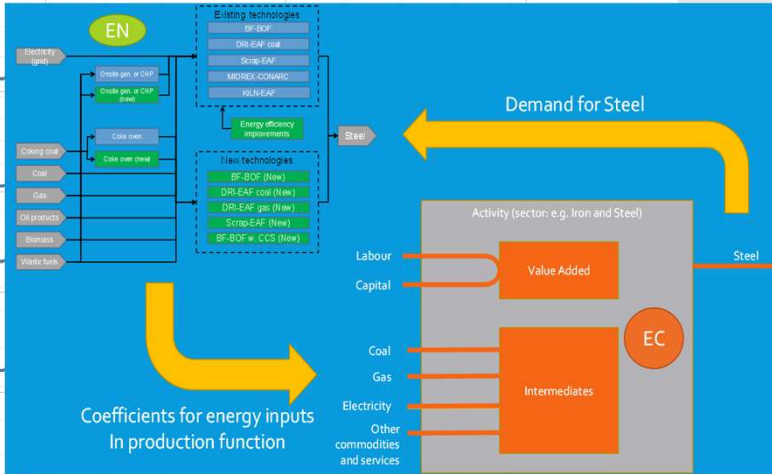 EN
Existing technologies
BF-BOF
DRI-EAF coal
Scrap-EAF
MIDREX-CONARC
KILN-EAF
Electricity
(grid)
Onsite gen. or CHP
Onsite gen. or CHP
(new)
Energy efficiency
improvements
Steel
Coke oven
Coking coal
Coke oven (new)
Coal
Gas
Oil products
Biomass
Waste fuels
New technologies
BF-BOF (New)
DRI-EAF coal (New)
DRI-EAF gas (New)
Scrap-EAF (New)
BF-BOF w. CCS (New)
Demand for Steel
Activity (sector: e.g. Iron and Steel)
Labour
Capital
Value Added
Steel
EC
Coal
Gas
Electricity
Other
commodities
and services
Intermediates
Coefficients for energy inputs
In production function